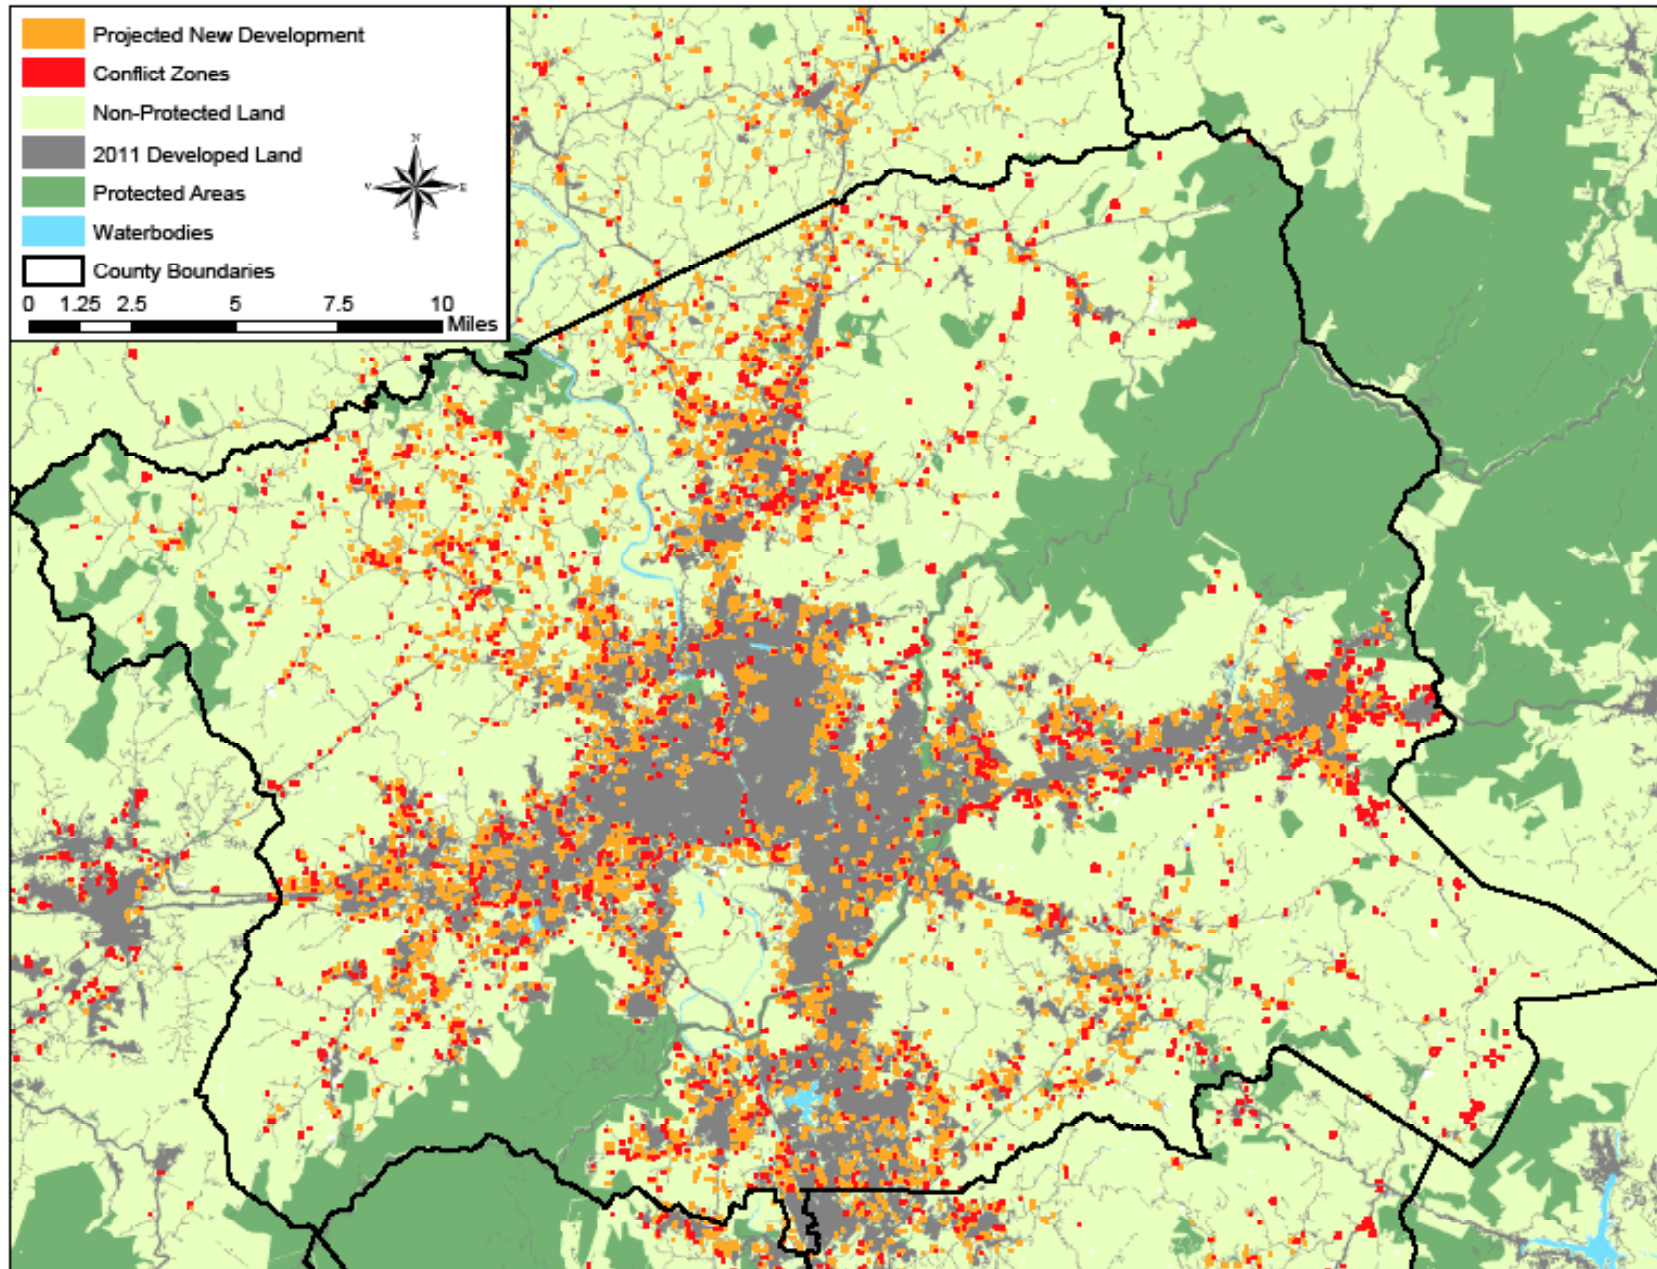 Projected New Development
Conflict Zones
Non-Protected Land
2011 Developed Land
Protected Areas
Waterbodies
County Boundaries
N
E
S
0 1.25 2.5 5 7.5 10
Miles